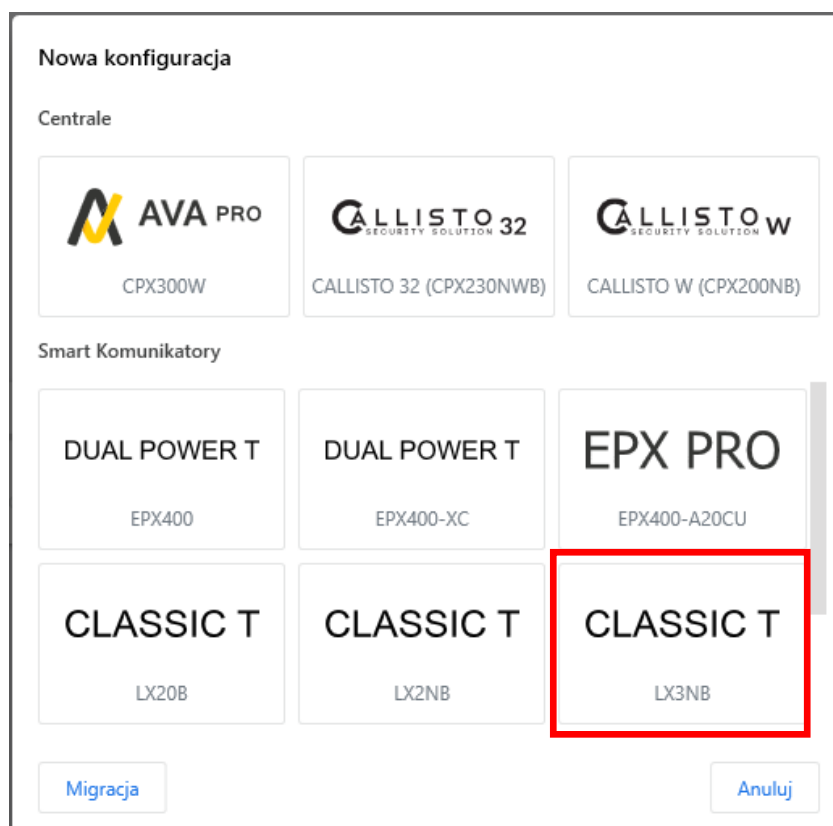 Nowa konfiguracja
Centrale
AVA PRO
CPX300W
CALLISTO 32
SECURITY SOLUTION
CALLISTO 32 (CPX230NWB)
CALLISTO W
SECURITY SOLUTION
CALLISTO W (CPX200NB)
Smart Komunikatory
DUAL POWER T
EPX400
DUAL POWER T
EPX400-XC
EPX PRO
EPX400-A20CU
CLASSIC T
LX20B
CLASSIC T
LX2NB
CLASSIC T
LX3NB
Migracja
Anuluj